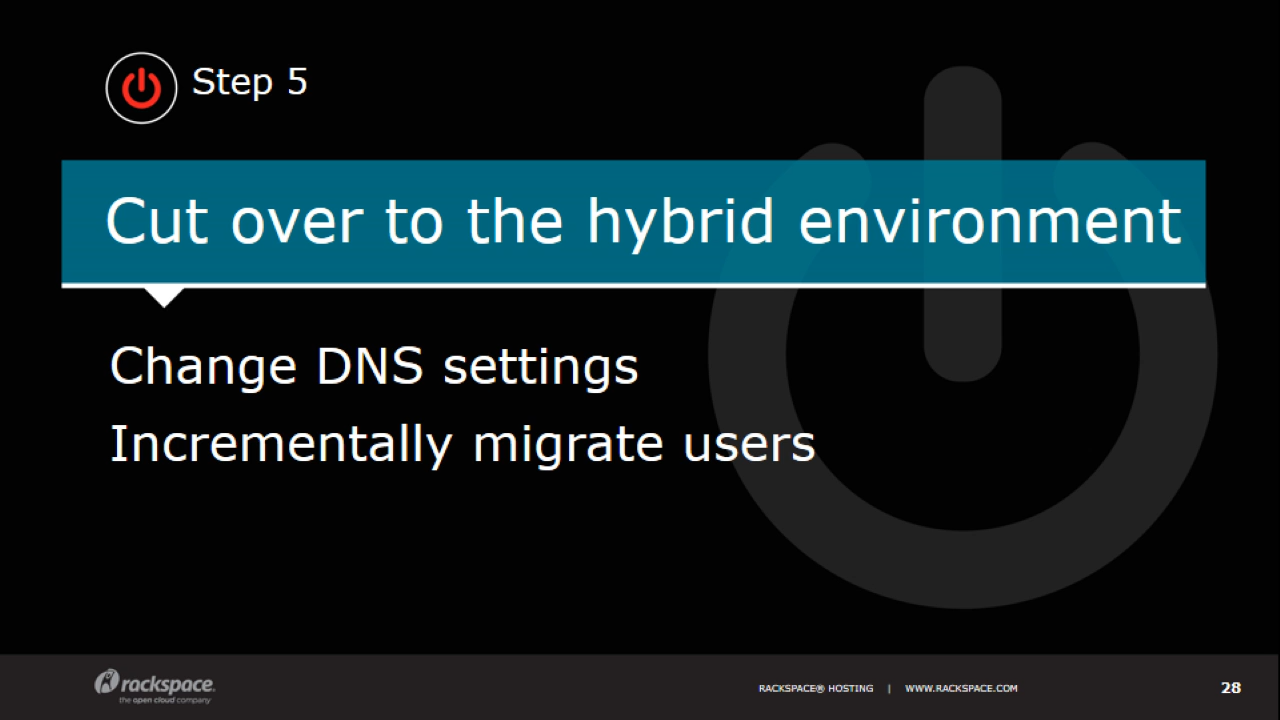 Step 5
Cut over to the hybrid environment
Change DNS settings
Incrementally migrate users
rackspace.
the open cloud company
RACKSPACE® HOSTING | WWW.RACKSPACE.COM
28